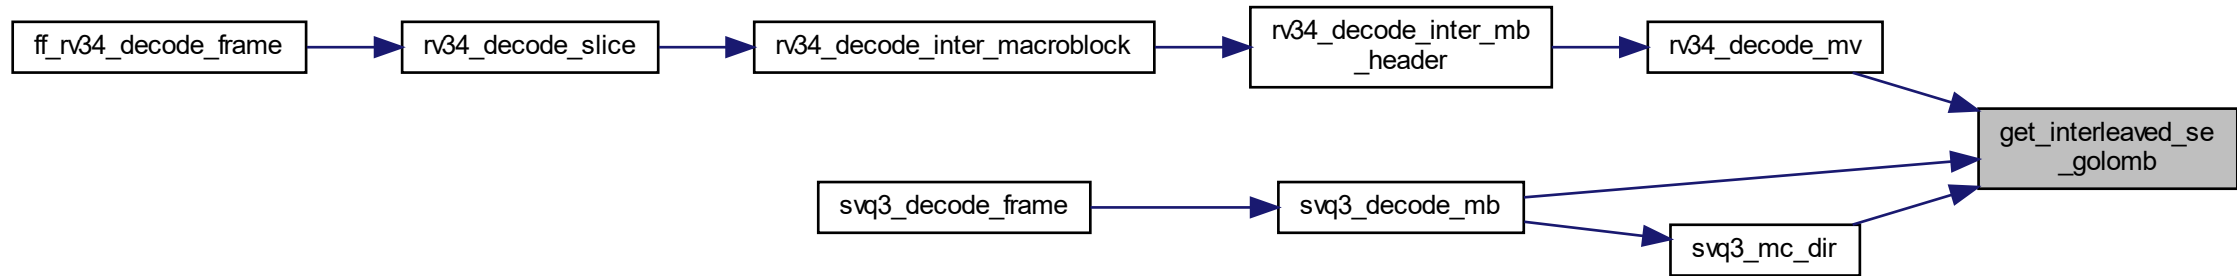 ff_rv34_decode_frame
rv34_decode_slice
rv34_decode_inter_macroblock
rv34_decode_inter_mb
_header
rv34_decode_mv
get_interleaved_se
_golomb
svq3_decode_frame
svq3_decode_mb
svq3_mc_dir